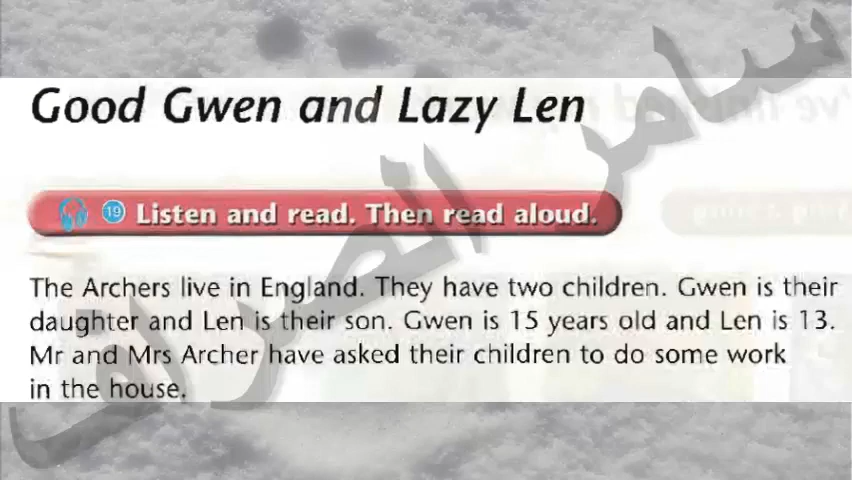 Good Gwen and Lazy Len
19 Listen and read. Then read aloud.
The Archers live in England. They have two children. Gwen is their
daughter and Len is their son. Gwen is 15 years old and Len is 13.
Mr and Mrs Archer have asked their children to do some work
in the house.
سامر الصراف